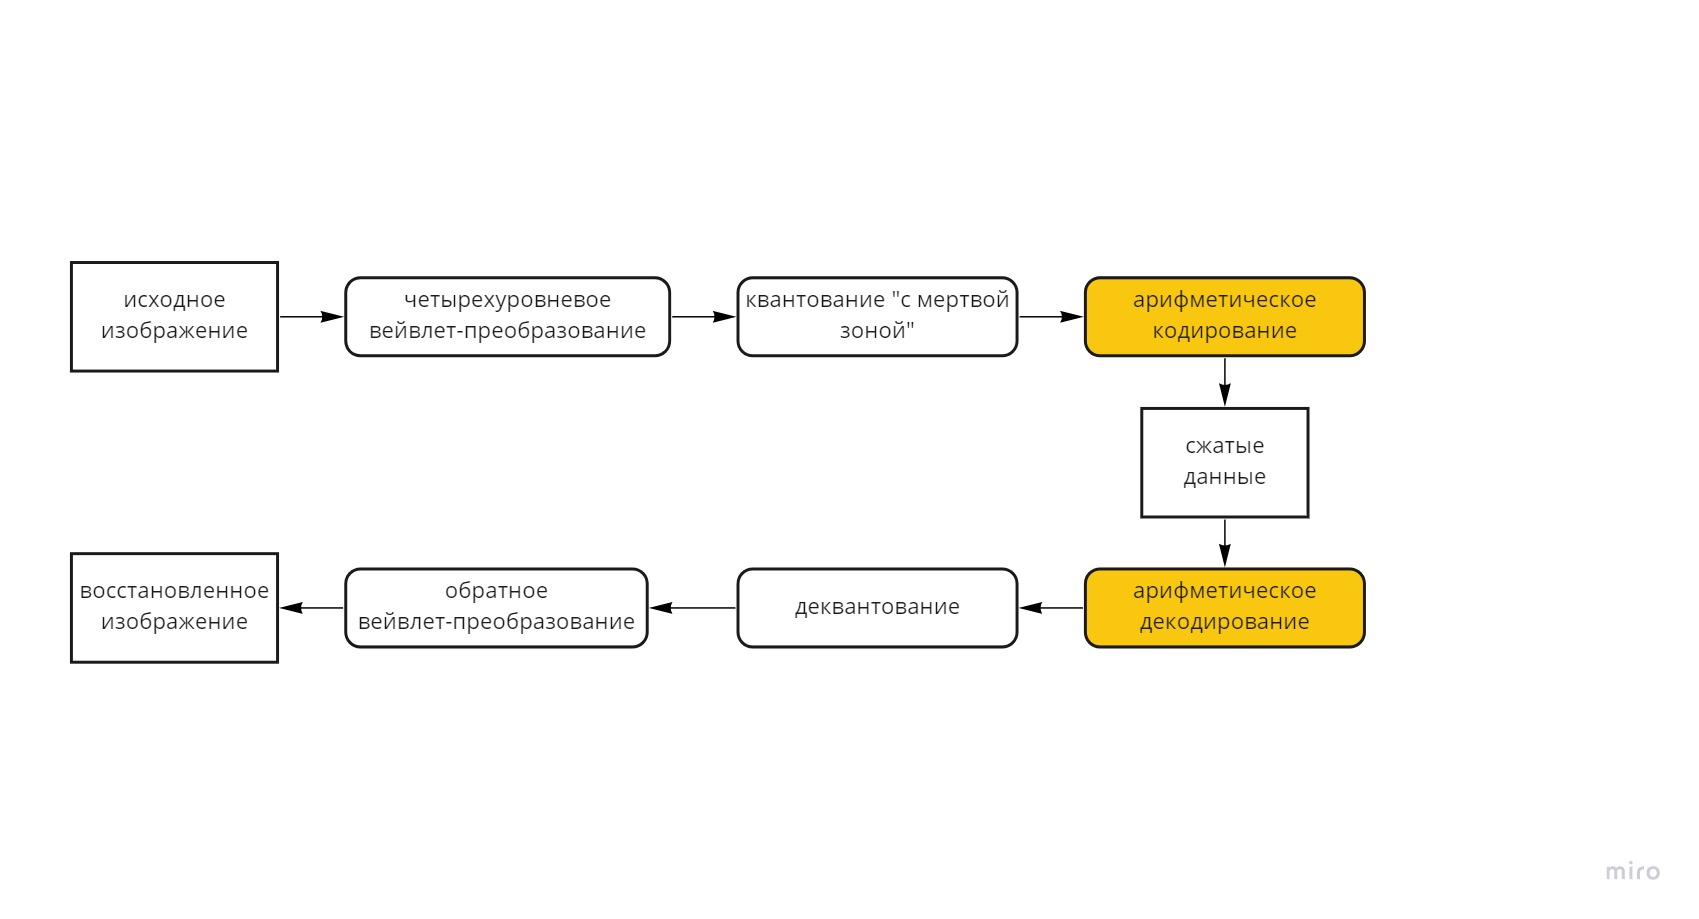 исходное
изображение
четырехуровневое
вейвлет-преобразование
квантование "с мертвой
зоной"
арифметическое
кодирование
сжатые
данные
арифметическое
декодирование
деквантование
обратное
вейвлет-преобразование
восстановленное
изображение
miro